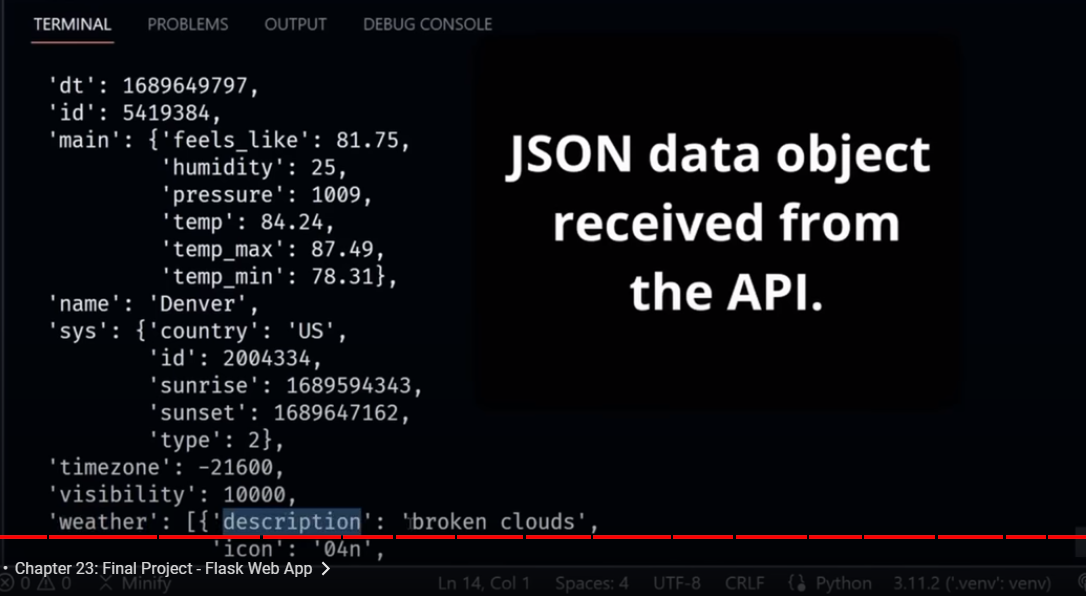 TERMINAL PROBLEMS OUTPUT DEBUG CONSOLE
'dt': 1689649797,
'id': 5419384,
'main': {'feels_like': 81.75,
'humidity': 25,
'pressure': 1009,
'temp': 84.24,
'temp_max': 87.49,
'temp_min': 78.31},
'name': 'Denver',
'sys': {'country': 'US',
'id': 2004334,
'sunrise': 1689594343,
'sunset': 1689647162,
'type': 2},
'timezone': -21600,
'visibility': 10000,
'weather': [{'description': 'broken clouds',
'icon': '04n',
JSON data object
received from
the API.
• Chapter 23: Final Project - Flask Web App >
0 0 Minify Ln 14, Col 1 Spaces: 4 UTF-8 CRLF {} Python 3.11.2 ('.venv': venv)